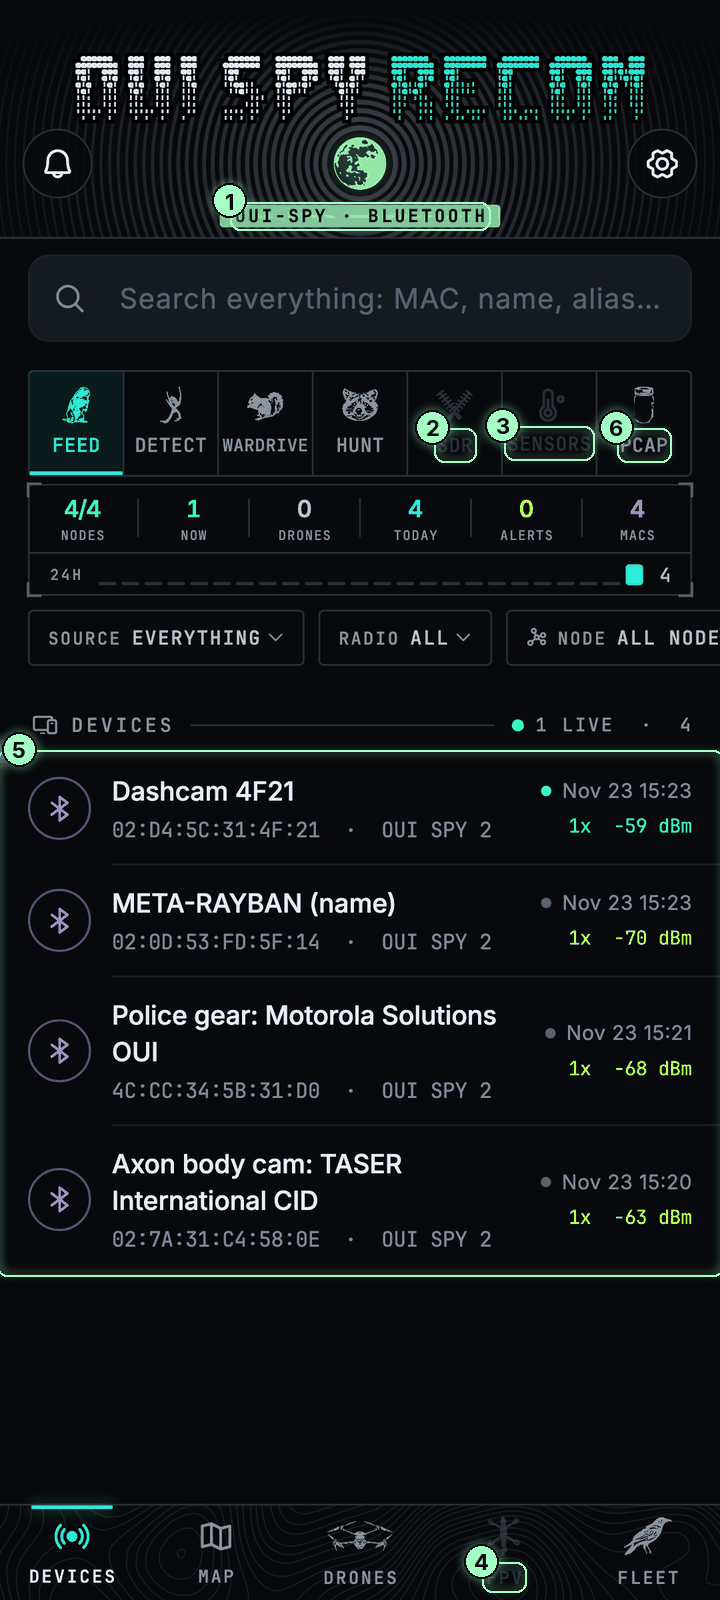 OUI SPY RECON
1
OUI-SPY · BLUETOOTH
Search everything: MAC, name, alias...
2
3
6
FEED
DETECT
WARDRIVE
HUNT
SDR
SENSORS
PCAP
4/4
1
0
4
0
4
NODES
NOW
DRONES
TODAY
ALERTS
MACS
24H
4
SOURCE EVERYTHING
RADIO ALL
NODE ALL NODE
DEVICES
1 LIVE · 4
5
Dashcam 4F21
Nov 23 15:23
02:D4:5C:31:4F:21 · OUI SPY 2
1x -59 dBm
META-RAYBAN (name)
Nov 23 15:23
02:0D:53:FD:5F:14 · OUI SPY 2
1x -70 dBm
Police gear: Motorola Solutions
OUI
Nov 23 15:21
4C:CC:34:5B:31:D0 · OUI SPY 2
1x -68 dBm
Axon body cam: TASER
International CID
Nov 23 15:20
02:7A:31:C4:58:0E · OUI SPY 2
1x -63 dBm
4
DEVICES
MAP
DRONES
FPV
FLEET